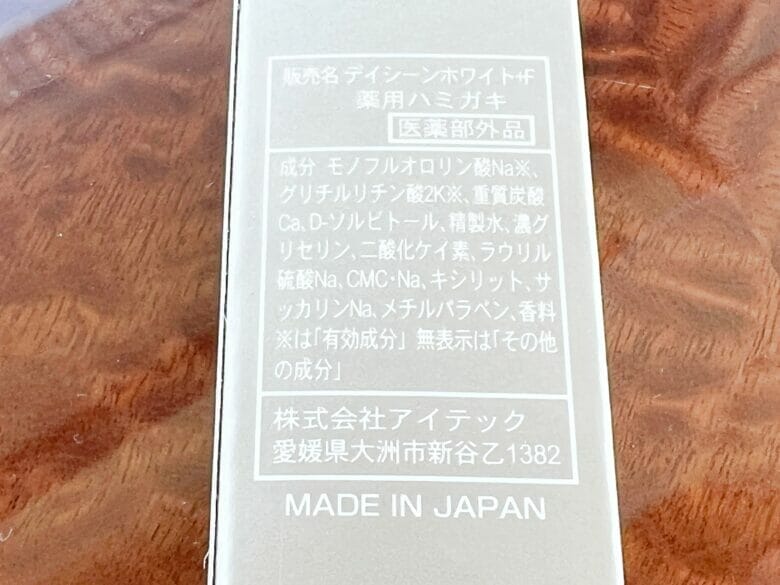 販売名 デイシーンホワイト+F
薬用ハミガキ
医薬部外品
成分 モノフルオロリン酸Na※、
グリチルリチン酸2K※、重質炭酸
Ca、D-ソルビトール、精製水、濃グ
リセリン、二酸化ケイ素、ラウリル
硫酸Na、CMC・Na、キシリット、サ
ッカリンNa、メチルパラベン、香料
※は「有効成分」 無表示は「その他
の成分」
株式会社アイテック
愛媛県大洲市新谷乙1382
MADE IN JAPAN